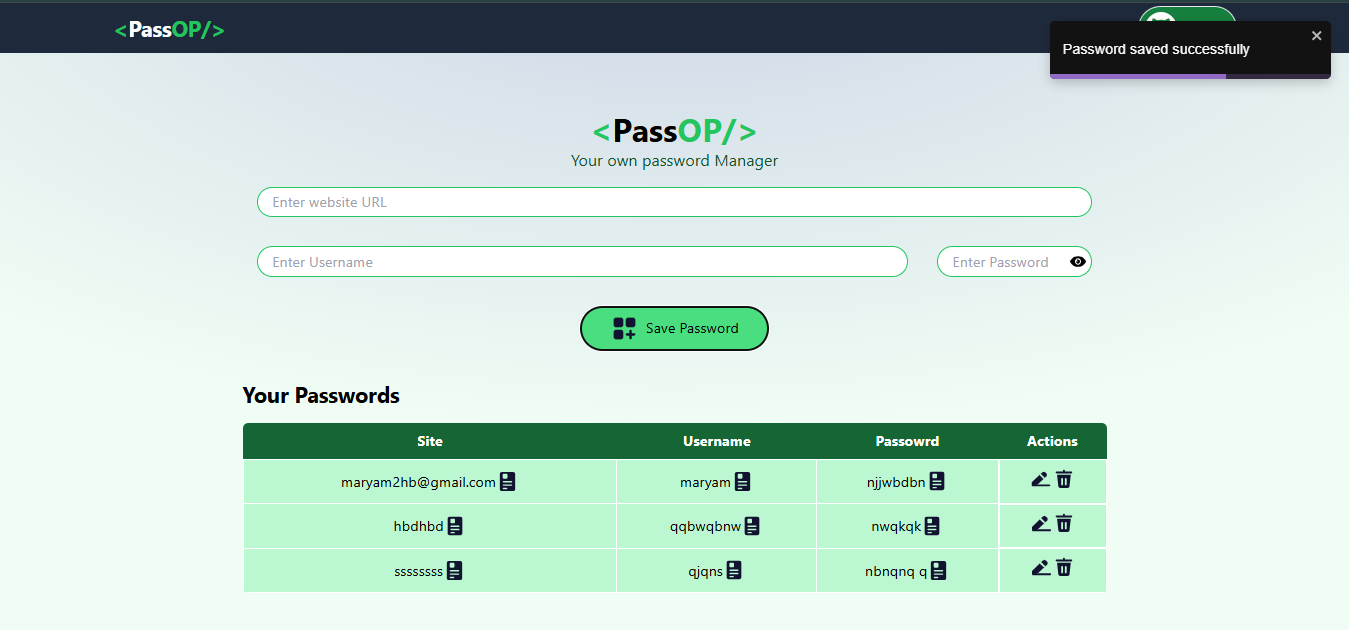 <PassOP/>
Password saved successfully
<PassOP/>
Your own password Manager
Enter website URL
Enter Username
Enter Password
Save Password
Your Passwords
Site Username Passowrd Actions
maryam2hb@gmail.com maryam njjwbdbn
hbdhbd qqbwqbnw nwqkqk
ssssssss qjqns nbnqnq q